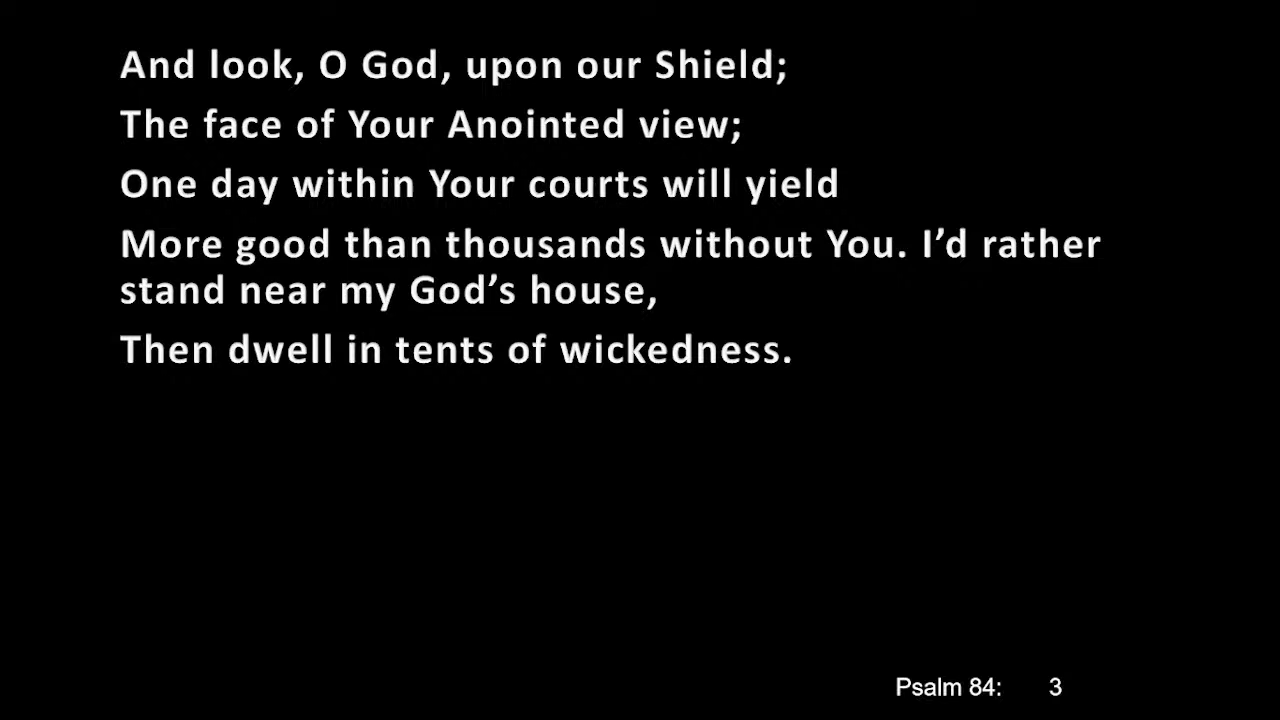 And look, O God, upon our Shield;
The face of Your Anointed view;
One day within Your courts will yield
More good than thousands without You. I’d rather
stand near my God’s house,
Then dwell in tents of wickedness.
Psalm 84: 3